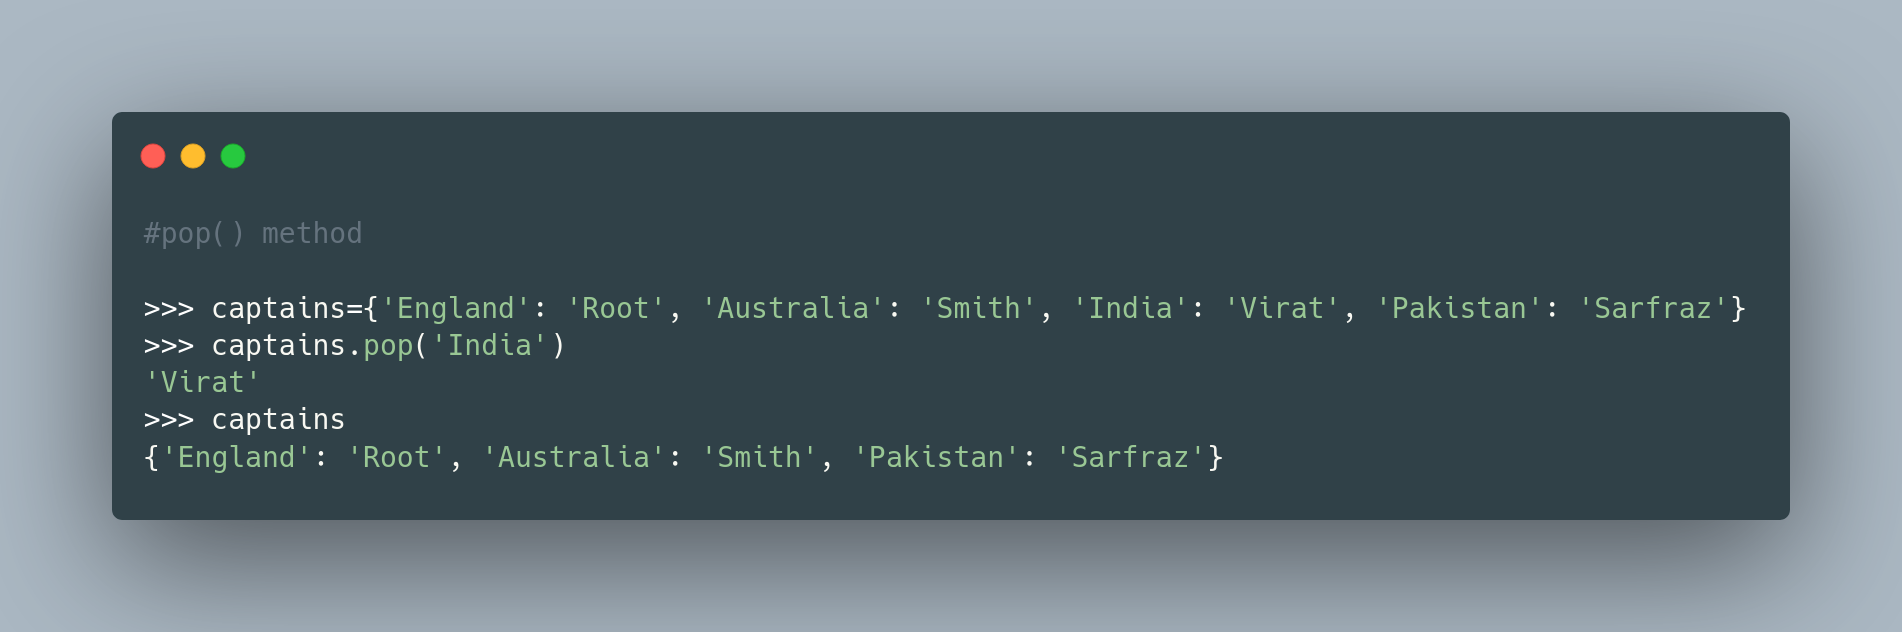 #pop() method
>>> captains={'England': 'Root', 'Australia': 'Smith', 'India': 'Virat', 'Pakistan': 'Sarfraz'}
>>> captains.pop('India')
'Virat'
>>> captains
{'England': 'Root', 'Australia': 'Smith', 'Pakistan': 'Sarfraz'}